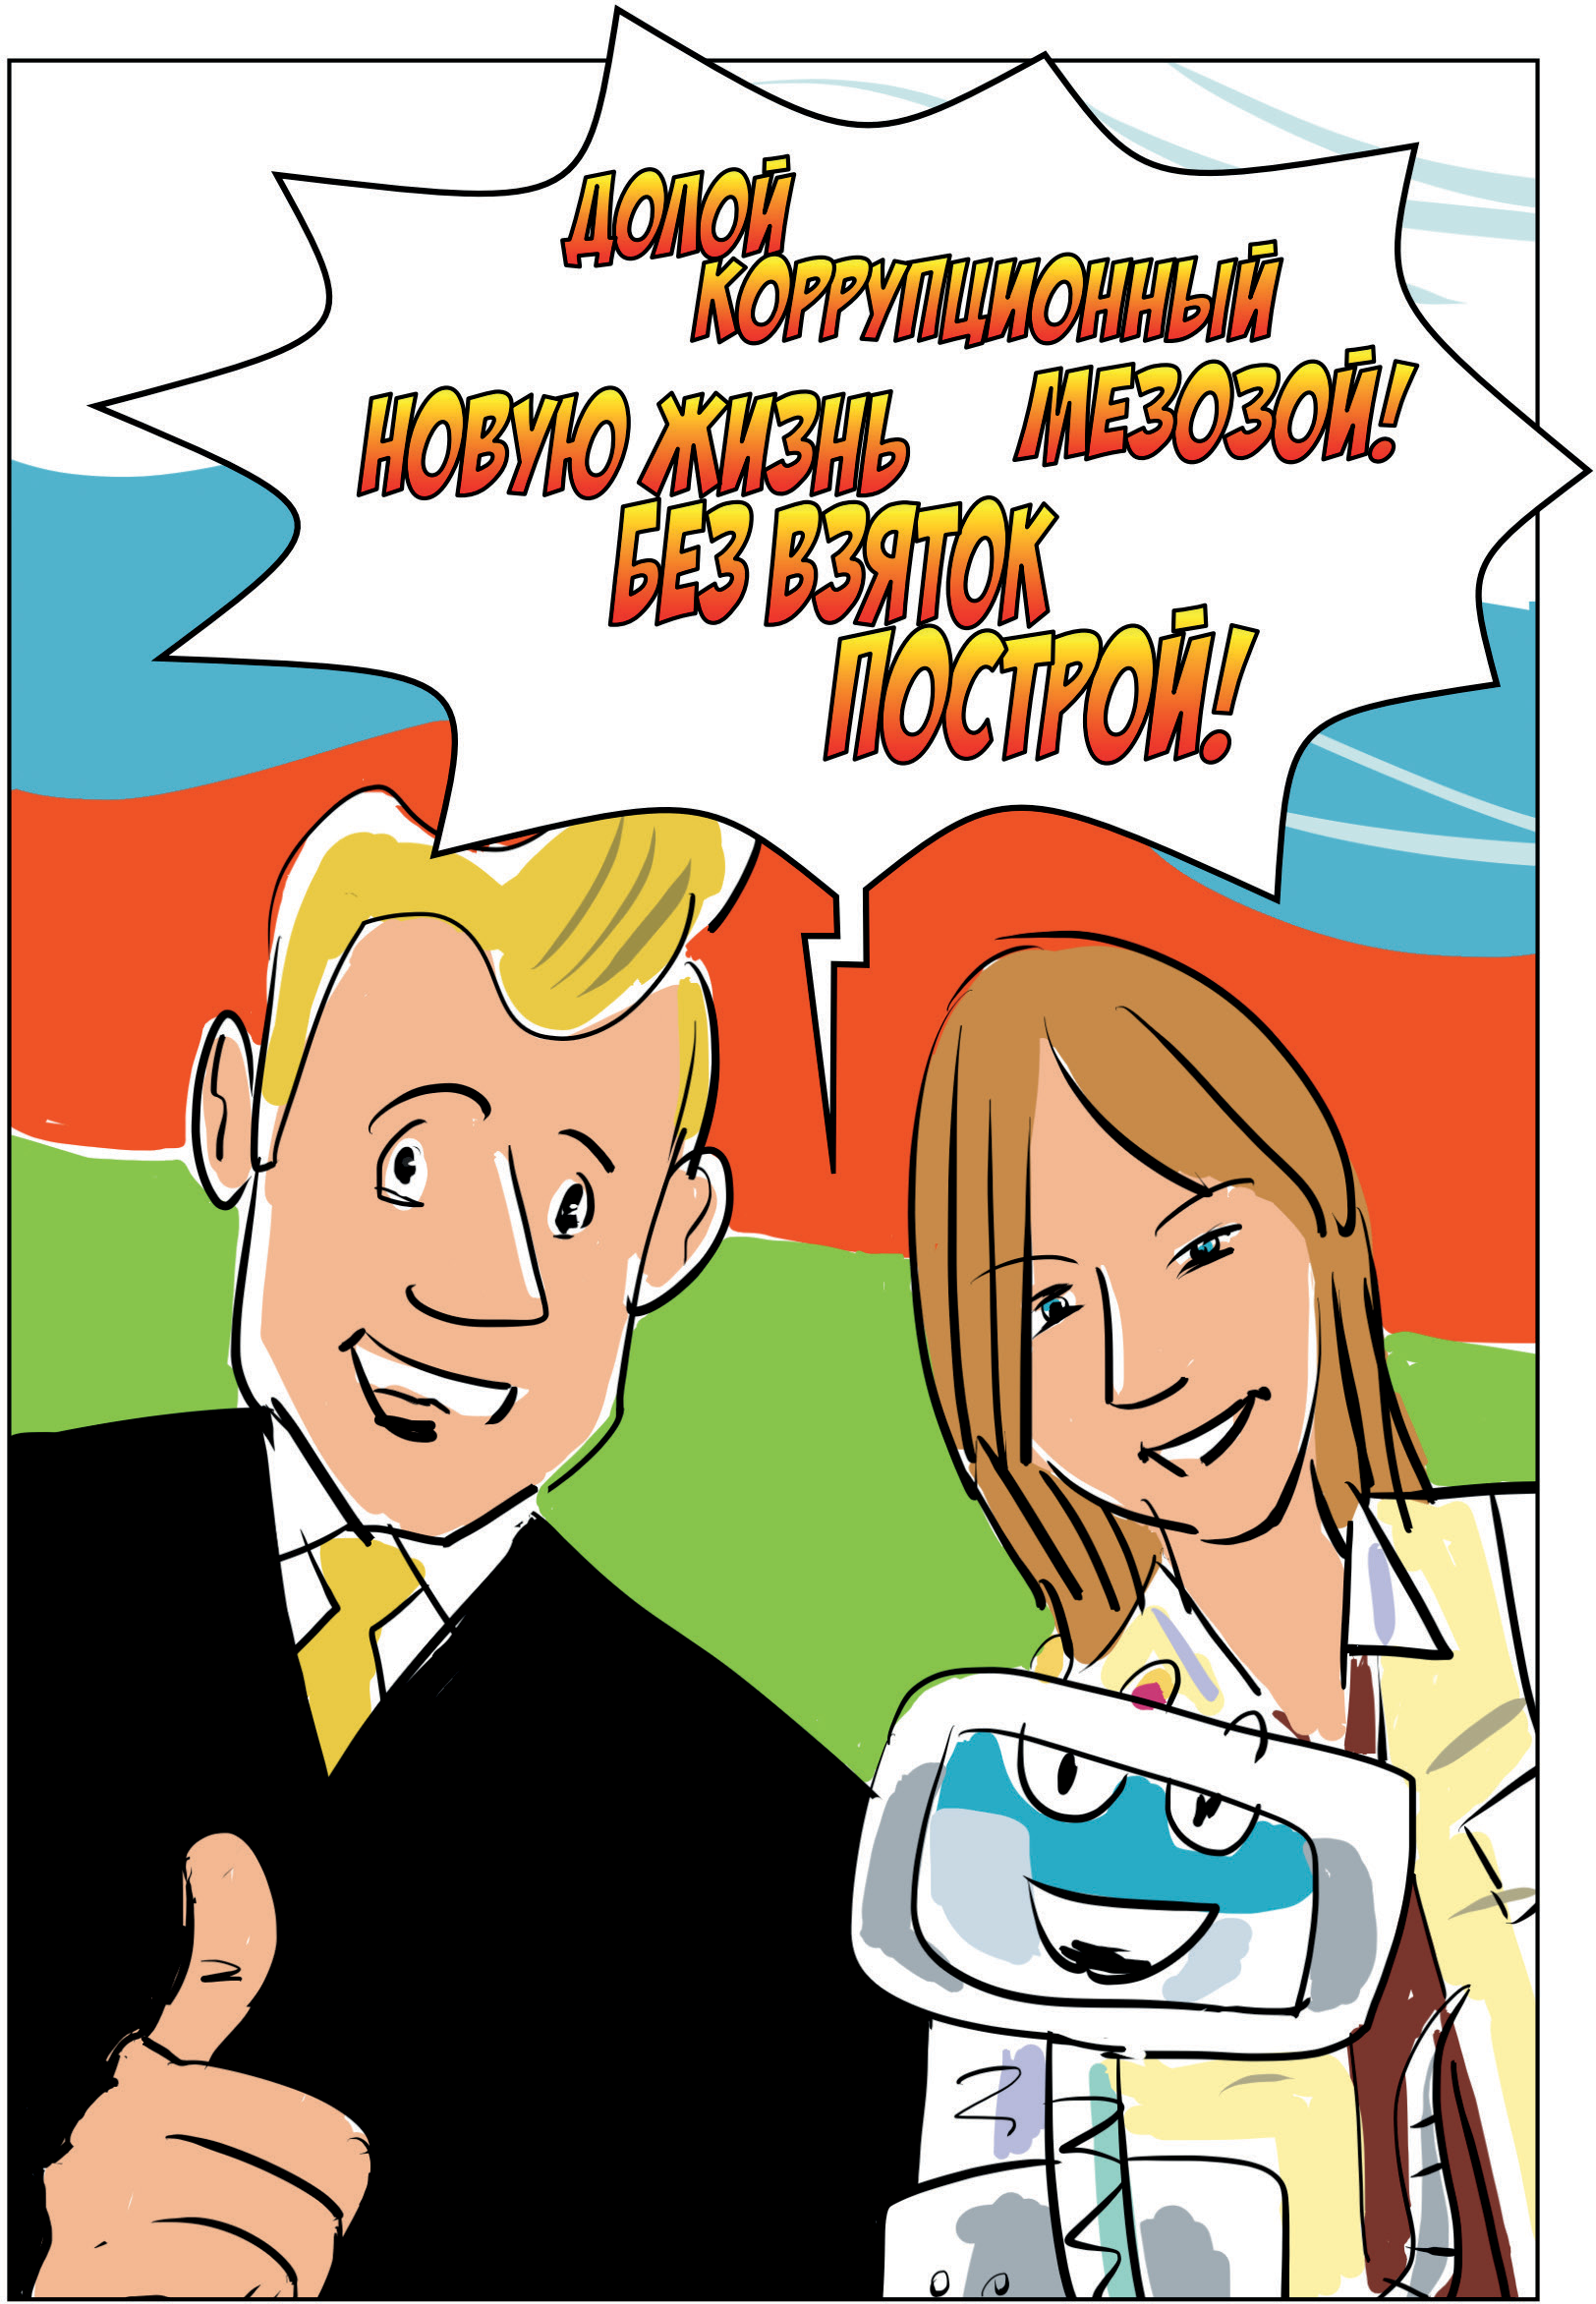 ДОЛОЙ
КОРРУПЦИОННЫЙ
МЕЗОЗОЙ!
НОВУЮ ЖИЗНЬ
БЕЗ ВЗЯТОК
ПОСТРОЙ!